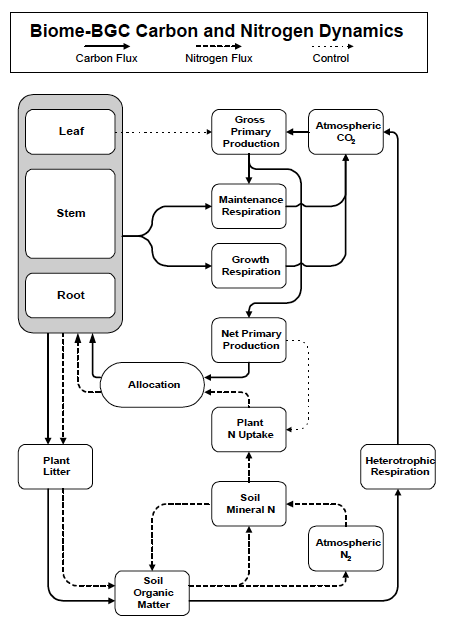 Biome-BGC Carbon and Nitrogen Dynamics
Carbon Flux
Nitrogen Flux
Control
Leaf
Stem
Root
Gross
Primary
Production
Atmospheric
CO2
Maintenance
Respiration
Growth
Respiration
Net Primary
Production
Allocation
Plant
N Uptake
Plant
Litter
Heterotrophic
Respiration
Soil
Mineral N
Atmospheric
N2
Soil
Organic
Matter